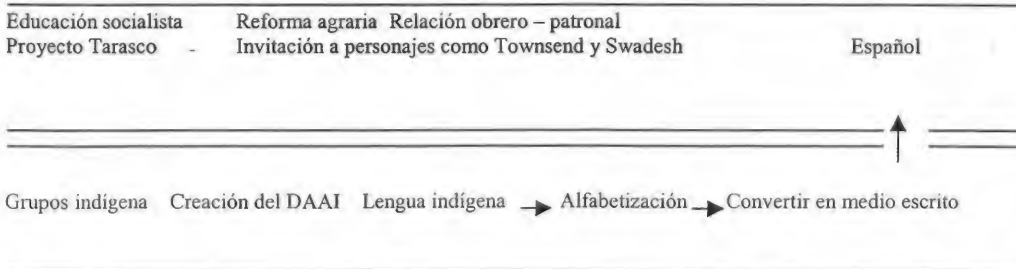 Educación socialista Reforma agraria Relación obrero – patronal
Proyecto Tarasco - Invitación a personajes como Townsend y Swadesh Español
Grupos indígena Creación del DAAI Lengua indígena Alfabetización Convertir en medio escrito